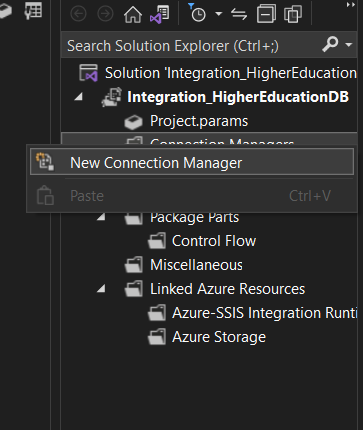 Search Solution Explorer (Ctrl+;)
Solution 'Integration_HigherEducation
Integration_HigherEducationDB
Project.params
Connection Managers
New Connection Manager
Paste Ctrl+V
Package Parts
Control Flow
Miscellaneous
Linked Azure Resources
Azure-SSIS Integration Runti
Azure Storage